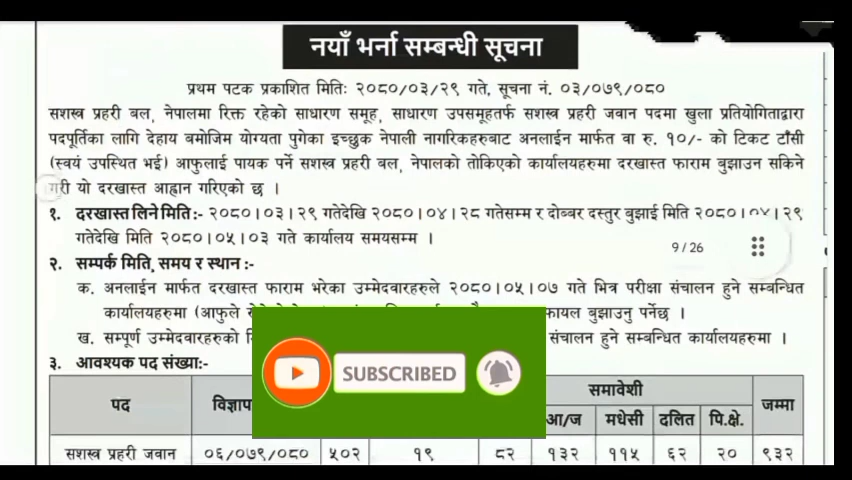 नयाँ भर्ना सम्बन्धी सूचना
प्रथम पटक प्रकाशित मितिः २०८०/०३/२९ गते, सूचना नं. ०३/०७९/०८०
सशस्त्र प्रहरी बल, नेपालमा रिक्त रहेको साधारण समूह, साधारण उपसमूहतर्फ सशस्त्र प्रहरी जवान पदमा खुला प्रतियोगिताद्वारा
पदपूर्तिका लागि देहाय बमोजिम योग्यता पुगेका इच्छुक नेपाली नागरिकहरुबाट अनलाईन मार्फत वा रु. १०/- को टिकट टाँसी
(स्वयं उपस्थित भई) आफुलाई पायक पर्ने सशस्त्र प्रहरी बल, नेपालको तोकिएको कार्यालयहरुमा दरखास्त फाराम बुझाउन सकिने
गरी यो दरखास्त आह्वान गरिएको छ ।
१. दरखास्त लिने मिति:- २०८०।०३।२९ गतेदेखि २०८०।०४।२८ गतेसम्म र दोब्बर दस्तुर बुझाई मिति २०८०।०४।२९
गतेदेखि मिति २०८०।०५।०३ गते कार्यालय समयसम्म ।
9/26
२. सम्पर्क मिति, समय र स्थान :-
क. अनलाईन मार्फत दरखास्त फाराम भरेका उम्मेदवारहरुले २०८०।०५।०७ गते भित्र परीक्षा संचालन हुने सम्बन्धित
कार्यालयहरुमा (आफुले फायल बुझाउनु पर्नेछ ।
ख. सम्पूर्ण उम्मेदवारहरुको संचालन हुने सम्बन्धित कार्यालयहरुमा ।
SUBSCRIBED
३. आवश्यक पद संख्या:-
पद समावेशी जम्मा
आ/ज मधेसी दलित पि.क्षे.
सशस्त्र प्रहरी जवान ०६/०७९/०८० ५०२ १९ ८२ १३२ ११५ ६२ २० ९३२